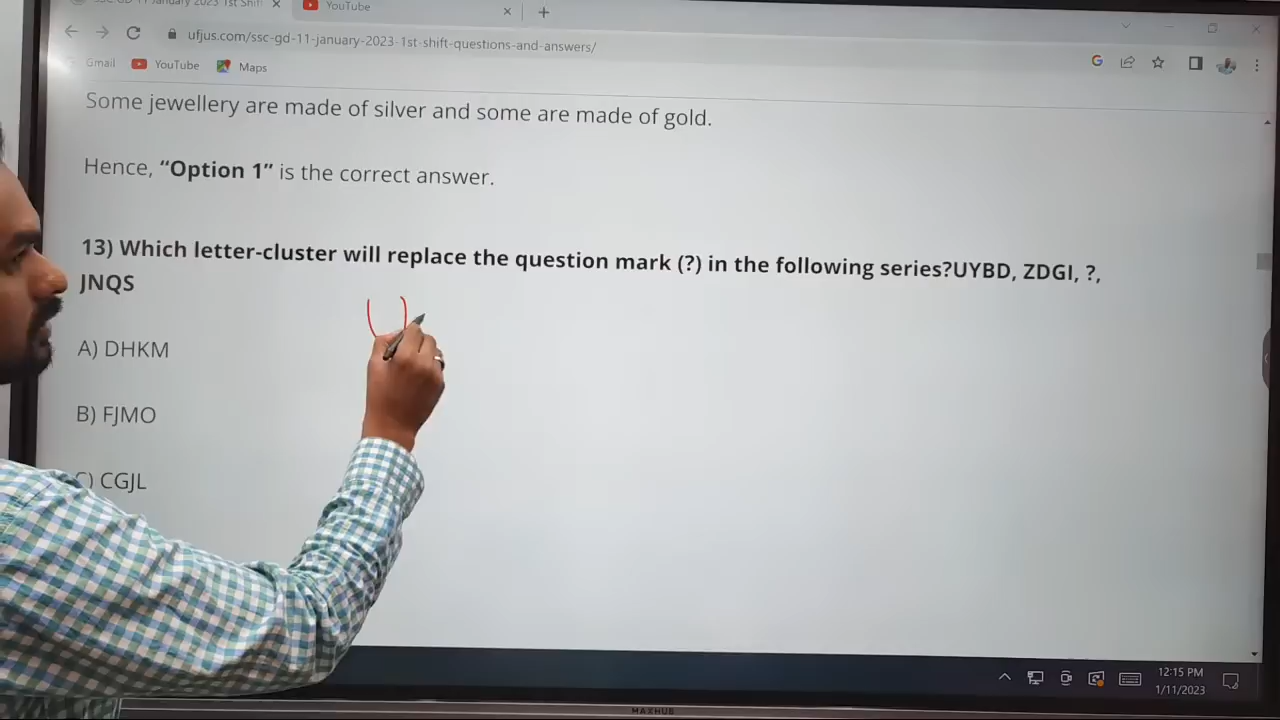 YouTube
ufjus.com/ssc-gd-11-january-2023-1st-shift-questions-and-answers/
Gmail YouTube Maps
Some jewellery are made of silver and some are made of gold.
Hence, “Option 1” is the correct answer.
13) Which letter-cluster will replace the question mark (?) in the following series?UYBD, ZDGI, ?,
JNQS
A) DHKM
B) FJMO
C) CGJL
12:15 PM
1/11/2023
MAXHUB